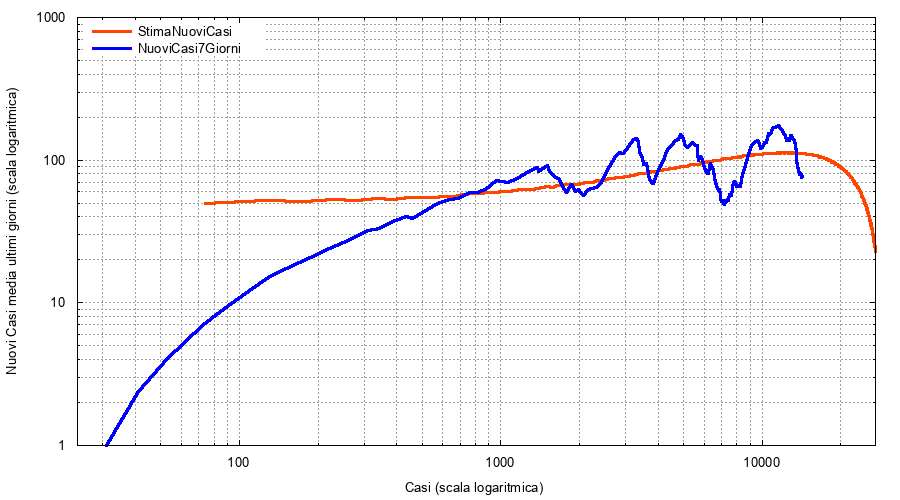 1000
StimaNuoviCasi
NuoviCasi7Giorni
100
10
1
Nuovi Casi media ultimi giorni (scala logaritmica)
100
1000
10000
Casi (scala logaritmica)